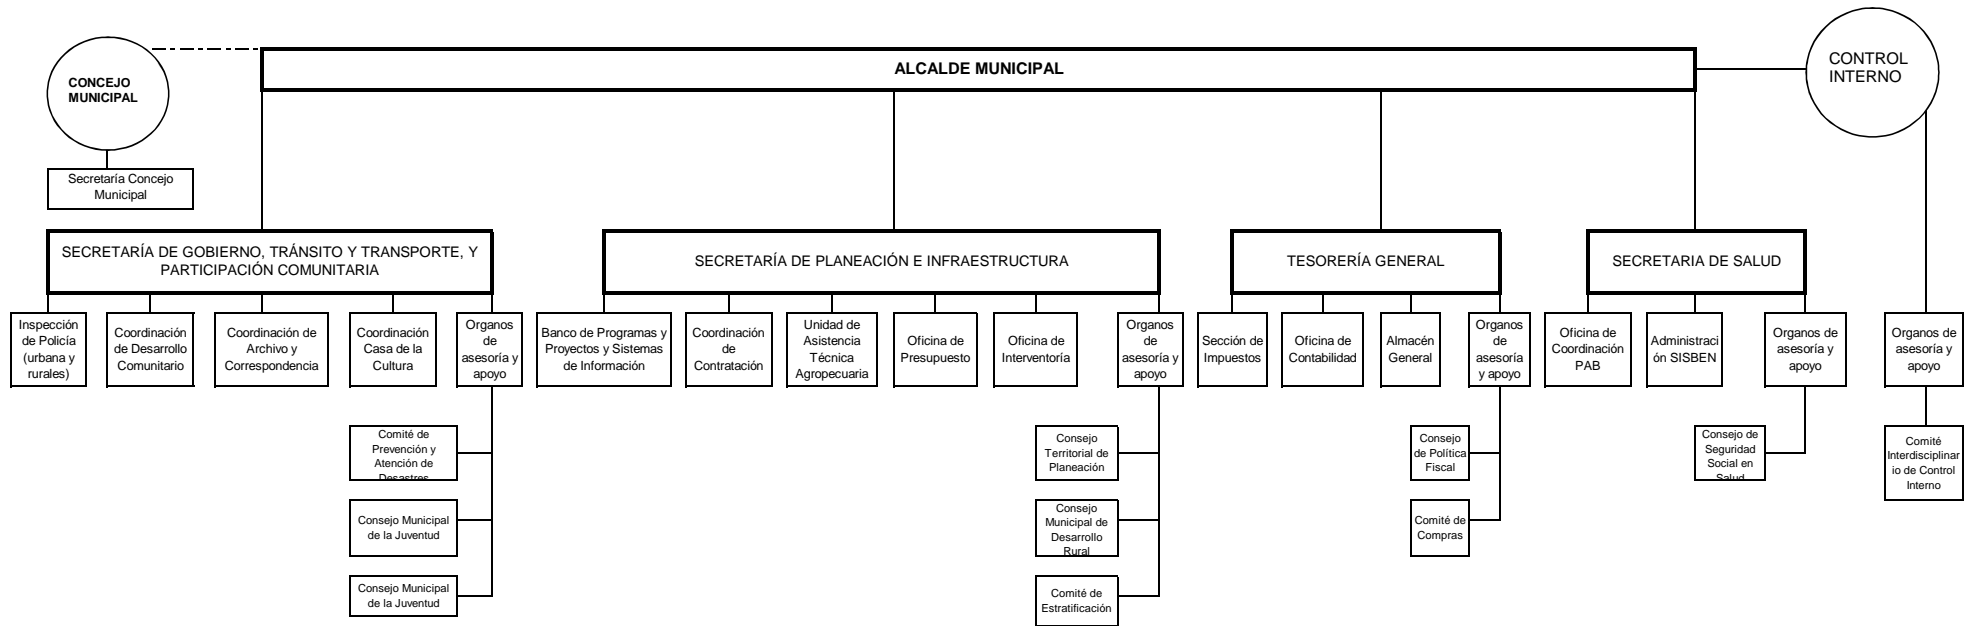 CONCEJO
MUNICIPAL
ALCALDE MUNICIPAL
CONTROL
INTERNO
Secretaría Concejo
Municipal
SECRETARÍA DE GOBIERNO, TRÁNSITO Y TRANSPORTE, Y
PARTICIPACIÓN COMUNITARIA
SECRETARÍA DE PLANEACIÓN E INFRAESTRUCTURA
TESORERÍA GENERAL
SECRETARIA DE SALUD
Inspección
de Policía
(urbana y
rurales)
Coordinación
de Desarrollo
Comunitario
Coordinación de
Archivo y
Correspondencia
Coordinación
Casa de la
Cultura
Organos
de
asesoría y
apoyo
Banco de Programas y
Proyectos y Sistemas
de Información
Coordinación
de
Contratación
Unidad de
Asistencia
Técnica
Agropecuaria
Oficina de
Presupuesto
Oficina de
Interventoría
Organos
de
asesoría y
apoyo
Sección de
Impuestos
Oficina de
Contabilidad
Almacén
General
Organos
de
asesoría
y apoyo
Oficina de
Coordinación
PAB
Administraci
ón SISBEN
Organos de
asesoría y
apoyo
Organos de
asesoría y
apoyo
Comité de
Prevención y
Atención de
Desastres
Consejo Municipal
de la Juventud
Consejo Municipal
de la Juventud
Consejo
Territorial de
Planeación
Consejo
Municipal de
Desarrollo
Rural
Comité de
Estratificación
Consejo
de Política
Fiscal
Comité de
Compras
Consejo de
Seguridad
Social en
Salud
Comité
Interdisciplinar
io de Control
Interno